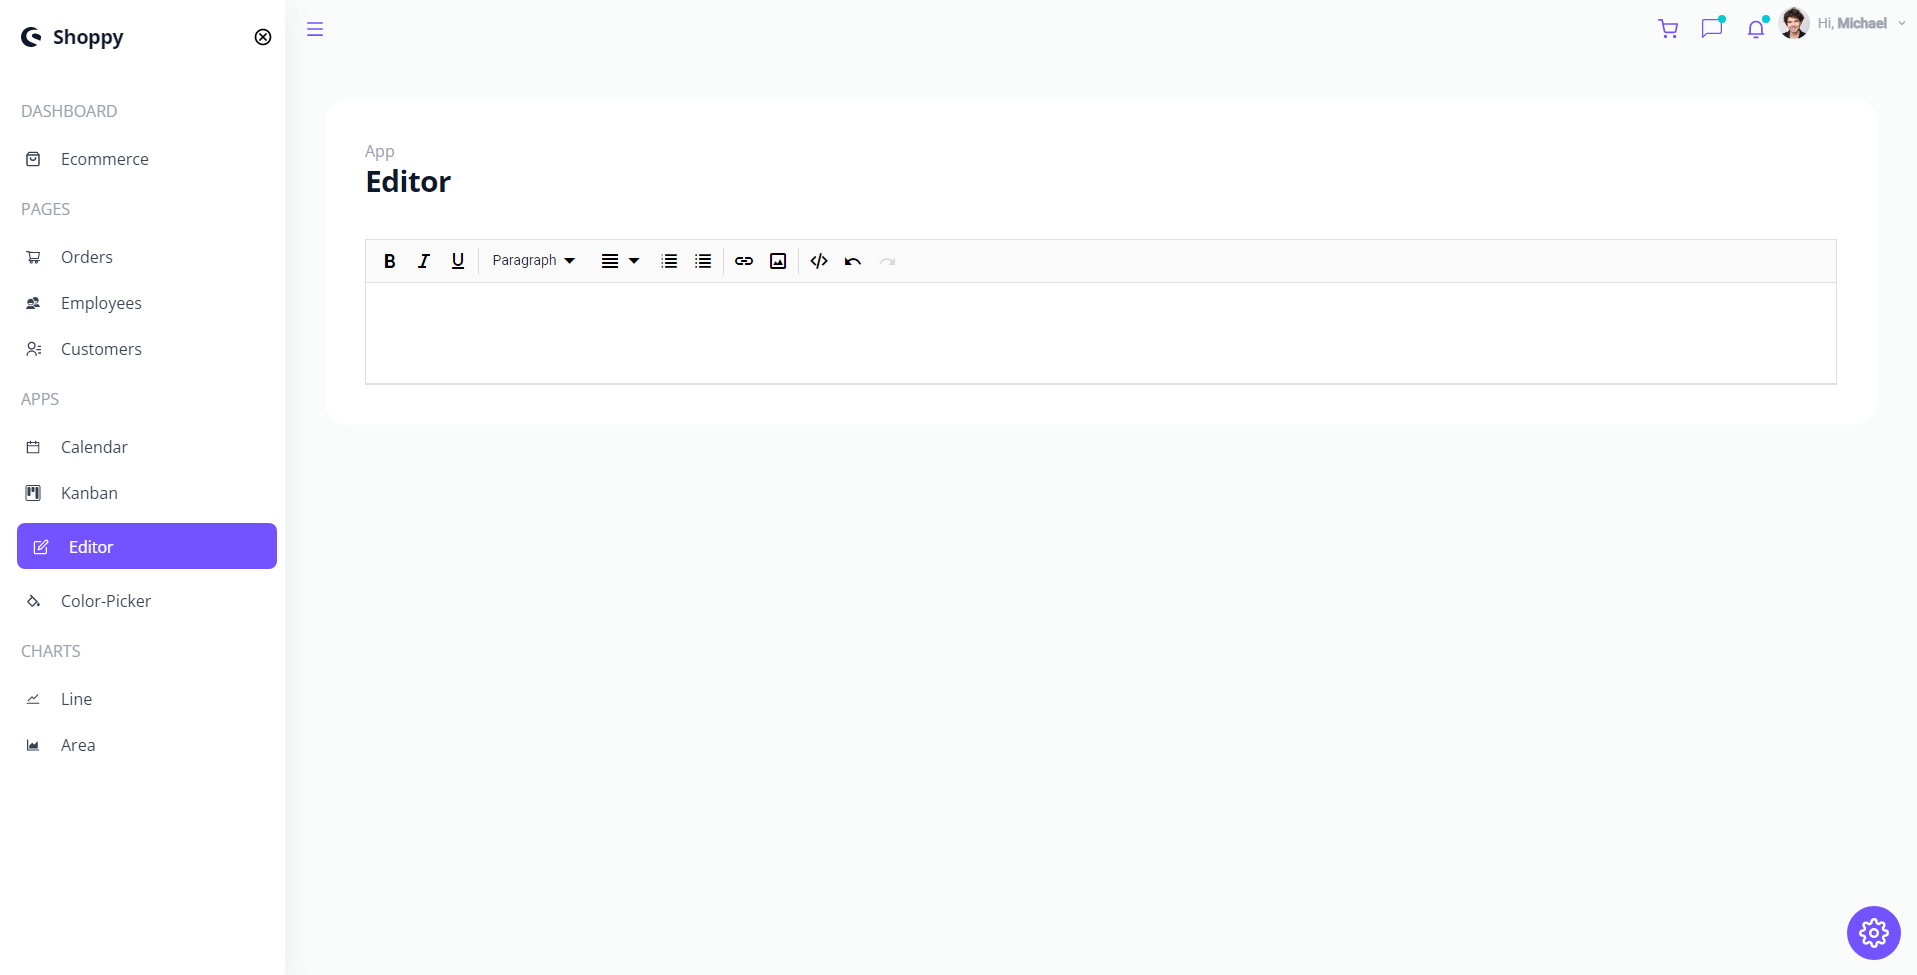 Shoppy
Hi, Michael
DASHBOARD
Ecommerce
PAGES
Orders
Employees
Customers
APPS
Calendar
Kanban
Editor
Color-Picker
CHARTS
Line
Area
App
Editor
B I U Paragraph